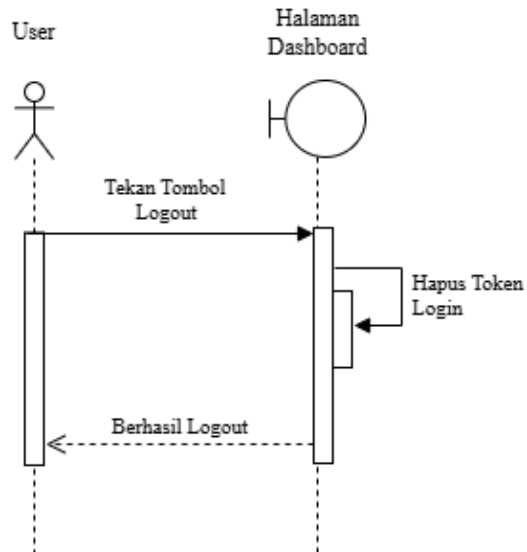 User
Halaman
Dashboard
Tekan Tombol
Logout
Hapus Token
Login
Berhasil Logout